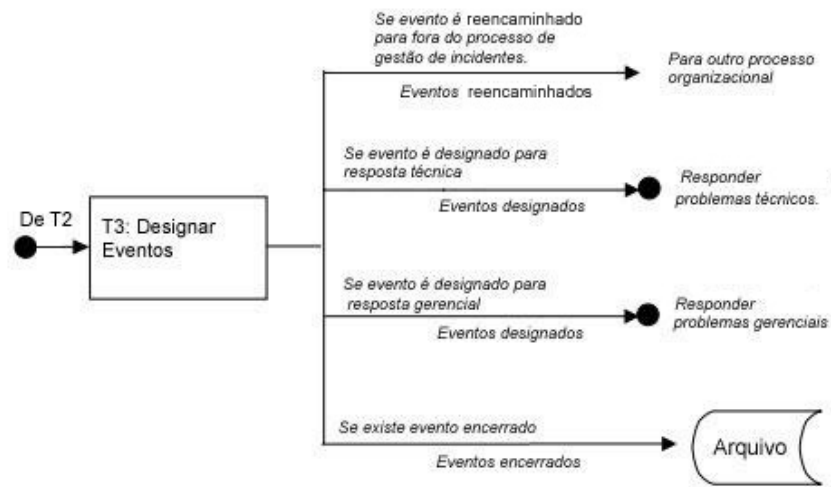 Se evento é reencaminhado
para fora do processo de
gestão de incidentes.
Eventos reencaminhados
Para outro processo
organizacional
Se evento é designado para
resposta técnica
Eventos designados
Responder
problemas técnicos.
De T2
T3: Designar
Eventos
Se evento é designado para
resposta gerencial
Eventos designados
Responder
problemas gerenciais
Se existe evento encerrado
Eventos encerrados
Arquivo